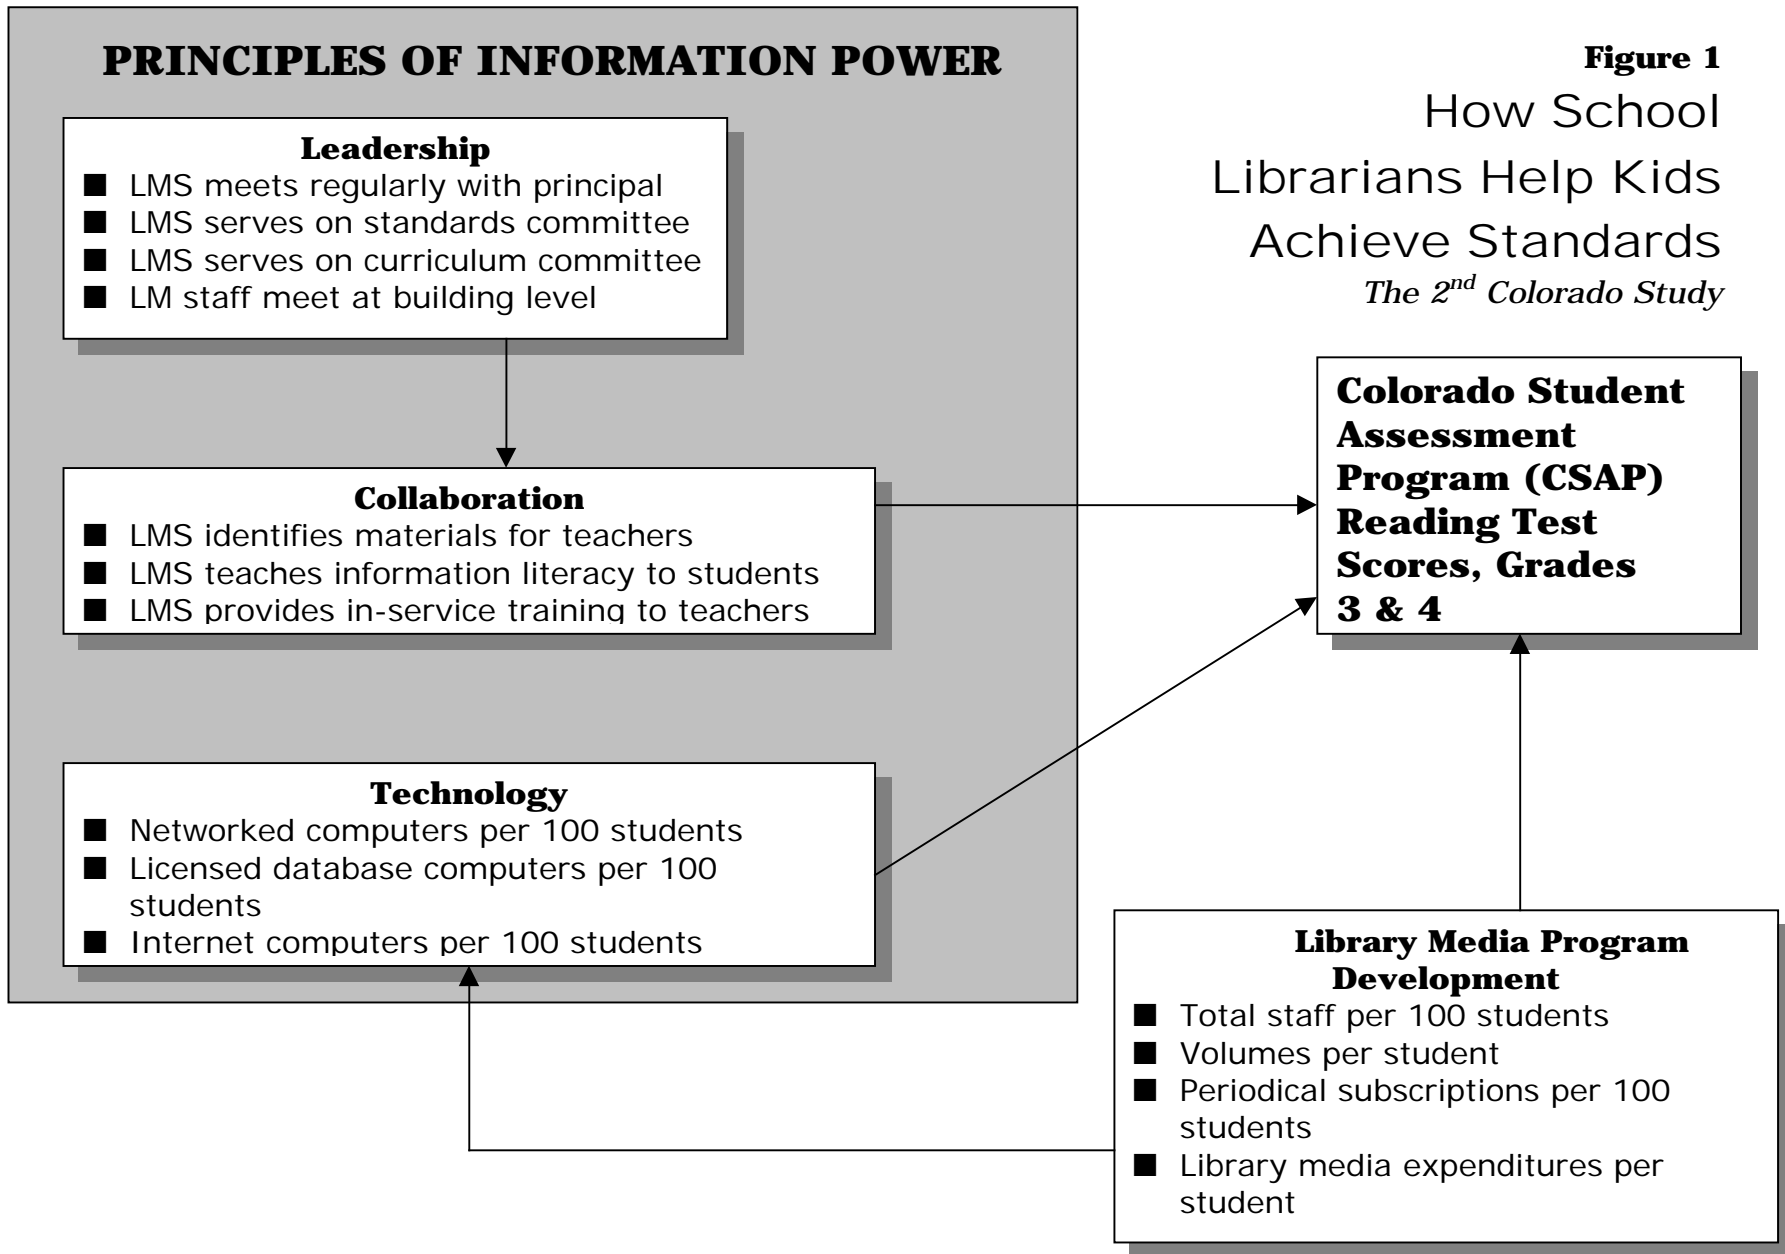 PRINCIPLES OF INFORMATION POWER
Figure 1
How School
Librarians Help Kids
Achieve Standards
The 2nd Colorado Study
Leadership
■ LMS meets regularly with principal
■ LMS serves on standards committee
■ LMS serves on curriculum committee
■ LM staff meet at building level
Collaboration
■ LMS identifies materials for teachers
■ LMS teaches information literacy to students
■ LMS provides in-service training to teachers
Technology
■ Networked computers per 100 students
■ Licensed database computers per 100
students
■ Internet computers per 100 students
Colorado Student
Assessment
Program (CSAP)
Reading Test
Scores, Grades
3 & 4
Library Media Program
Development
■ Total staff per 100 students
■ Volumes per student
■ Periodical subscriptions per 100
students
■ Library media expenditures per
student